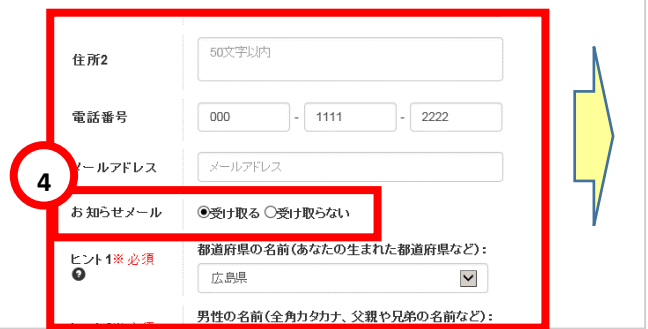 住所2
50文字以内
電話番号
000 - 1111 - 2222
メールアドレス
メールアドレス
4
お知らせメール
受け取る 受け取らない
ヒント1※必須
都道府県の名前(あなたの生まれた都道府県など):
広島県
男性の名前(全角カタカナ、父親や兄弟の名前など):